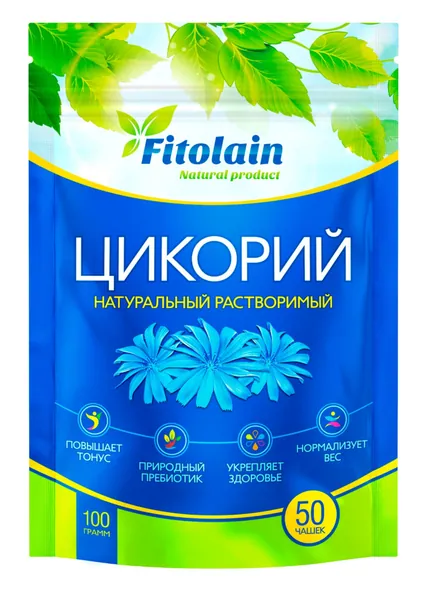 Fitolain
Natural product
ЦИКОРИЙ
НАТУРАЛЬНЫЙ РАСТВОРИМЫЙ
ПОВЫШАЕТ
ТОНУС
ПРИРОДНЫЙ
ПРЕБИОТИК
УКРЕПЛЯЕТ
ЗДОРОВЬЕ
НОРМАЛИЗУЕТ
ВЕС
100
ГРАММ
50
ЧАШЕК